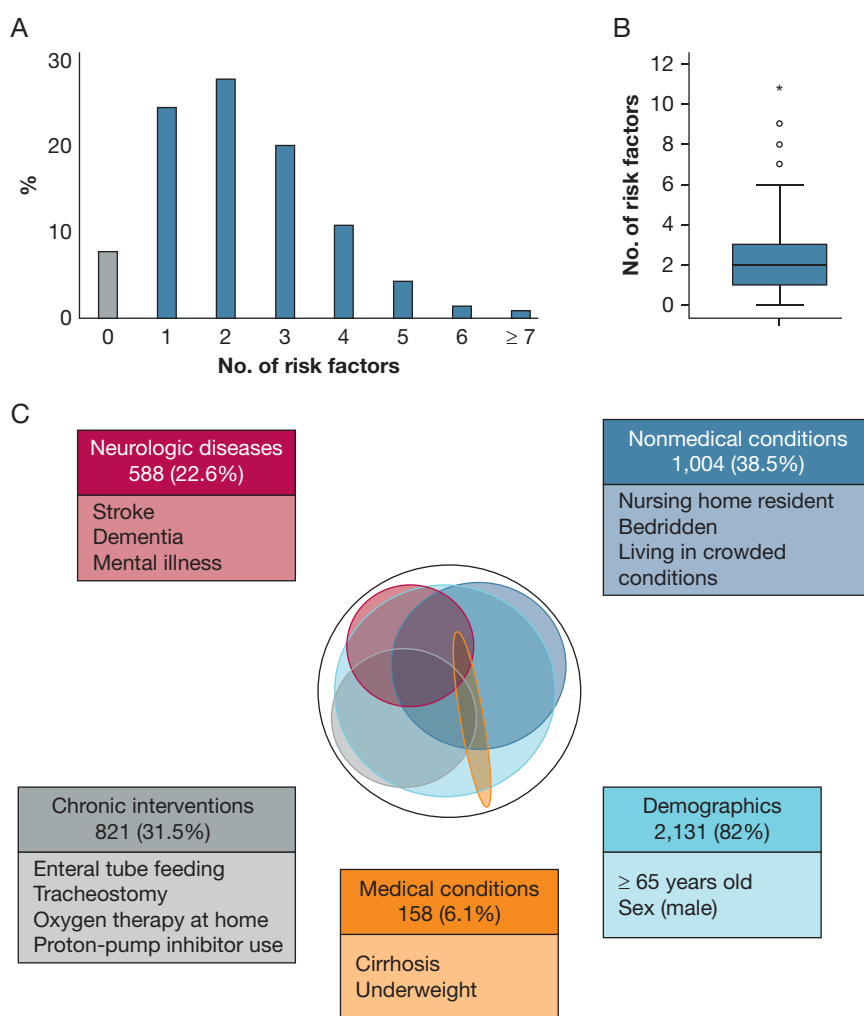 A
%
30
20
10
0
0 1 2 3 4 5 6 ≥ 7
No. of risk factors
B
No. of risk factors
12
10
8
6
4
2
0
*
C
Neurologic diseases
588 (22.6%)
Stroke
Dementia
Mental illness
Nonmedical conditions
1,004 (38.5%)
Nursing home resident
Bedridden
Living in crowded
conditions
Chronic interventions
821 (31.5%)
Enteral tube feeding
Tracheostomy
Oxygen therapy at home
Proton-pump inhibitor use
Medical conditions
158 (6.1%)
Cirrhosis
Underweight
Demographics
2,131 (82%)
≥ 65 years old
Sex (male)